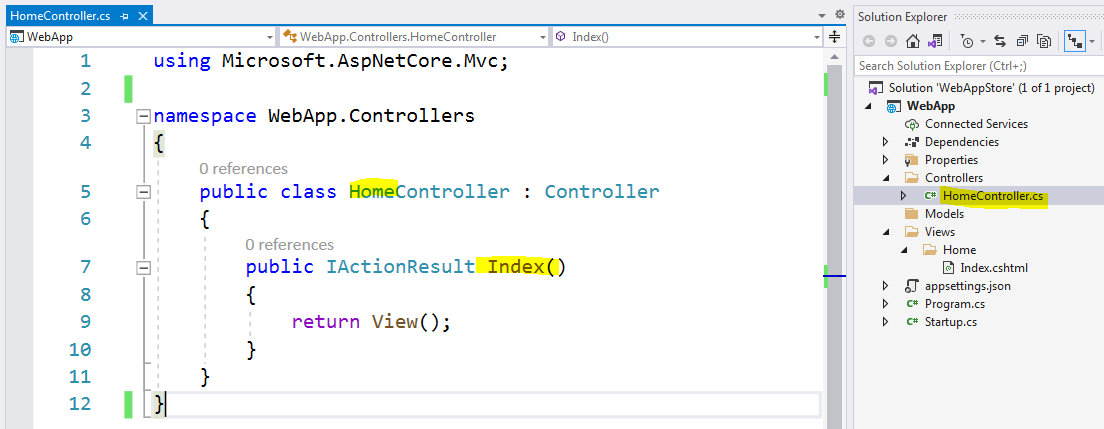 HomeController.cs
WebApp WebApp.Controllers.HomeController Index()
1 using Microsoft.AspNetCore.Mvc;
2
3 namespace WebApp.Controllers
4 {
0 references
5 public class HomeController : Controller
6 {
0 references
7 public IActionResult Index()
8 {
9 return View();
10 }
11 }
12 }
Solution Explorer
Search Solution Explorer (Ctrl+;)
Solution 'WebAppStore' (1 of 1 project)
WebApp
Connected Services
Dependencies
Properties
Controllers
C# HomeController.cs
Models
Views
Home
Index.cshtml
appsettings.json
C# Program.cs
C# Startup.cs